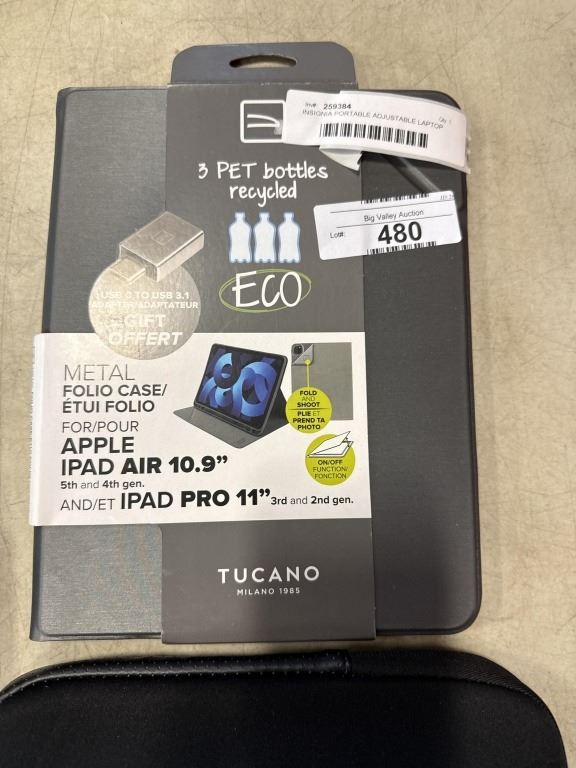 Inv#: 259384 Qty: 1
INSIGNIA PORTABLE ADJUSTABLE LAPTOP
3 PET bottles
recycled
Big Valley Auction
Lot#: 480
ECO
USB C TO USB 3.1
GIFT
OFFERT
METAL
FOLIO CASE/
ÉTUI FOLIO
FOR/POUR
APPLE
IPAD AIR 10.9”
5th and 4th gen.
AND/ET IPAD PRO 11” 3rd and 2nd gen.
FOLD
AND
SHOOT
PLIE ET
PREND TA
PHOTO
ON/OFF
FUNCTION/
FONCTION
TUCANO
MILANO 1985